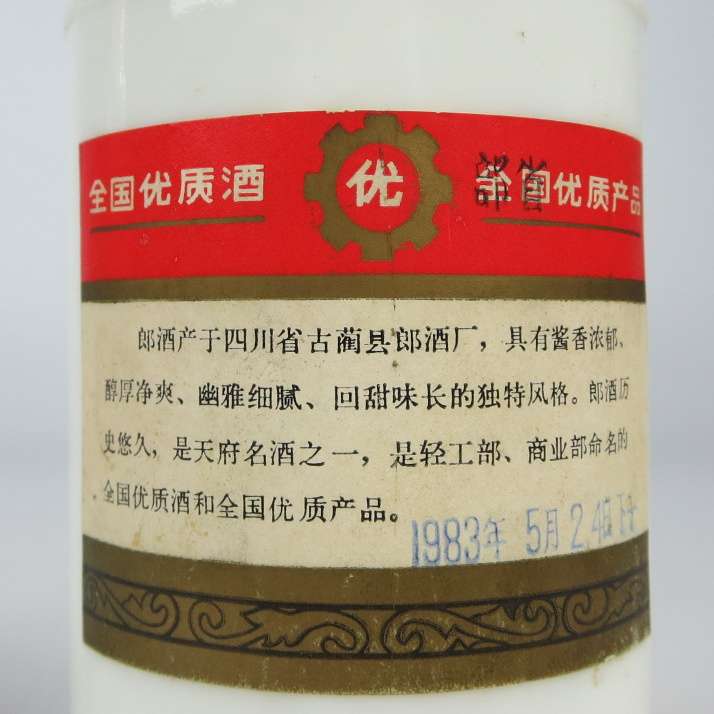 全国优质酒 优 部省 全国优质产品
郎酒产于四川省古蔺县郎酒厂，具有酱香浓郁、
醇厚净爽、幽雅细腻、回甜味长的独特风格。郎酒历
史悠久，是天府名酒之一，是轻工部、商业部命名的
全国优质酒和全国优质产品。
1983年 5月 24日